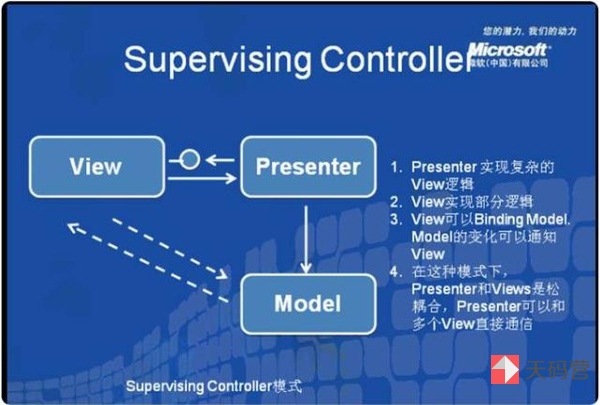 您的潜力，我们的动力
Microsoft
微软(中国)有限公司
Supervising Controller
View
Presenter
Model
1. Presenter 实现复杂的
View逻辑
2. View实现部分逻辑
3. View可以Binding Model.
Model的变化可以通知
View
4. 在这种模式下，
Presenter和Views是松
耦合，Presenter可以和
多个View直接通信
天码营
Supervising Controller模式